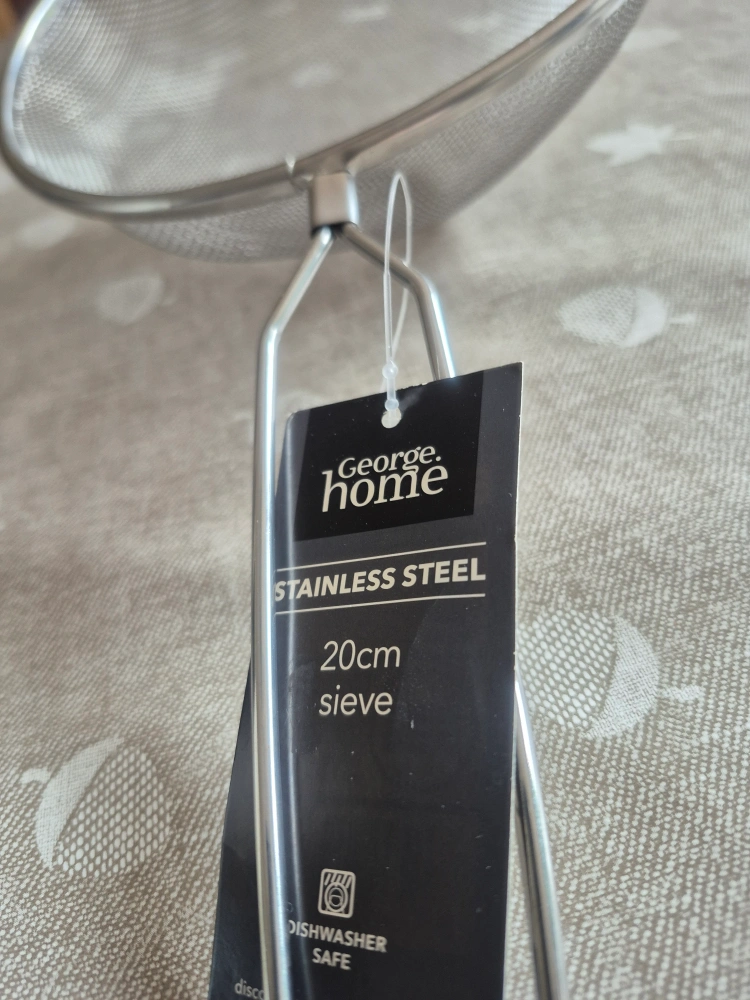 George.
home
STAINLESS STEEL
20cm
sieve
DISHWASHER
SAFE